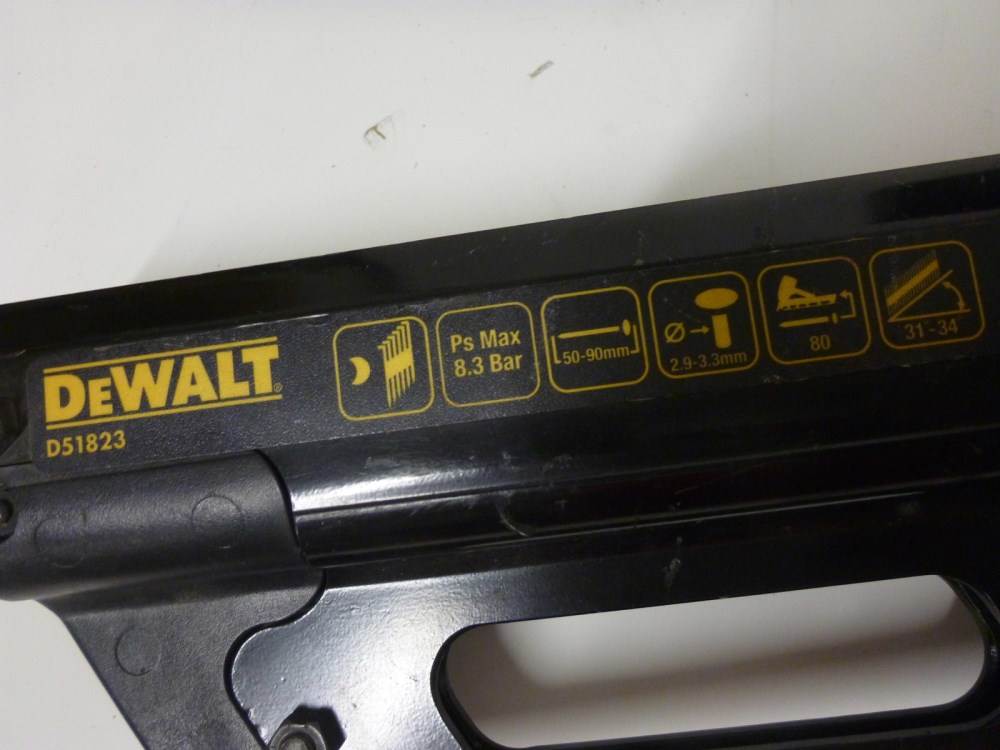 DEWALT®
D51823
Ps Max
8.3 Bar
50-90mm
Ø
2.9-3.3mm
80
31°-34